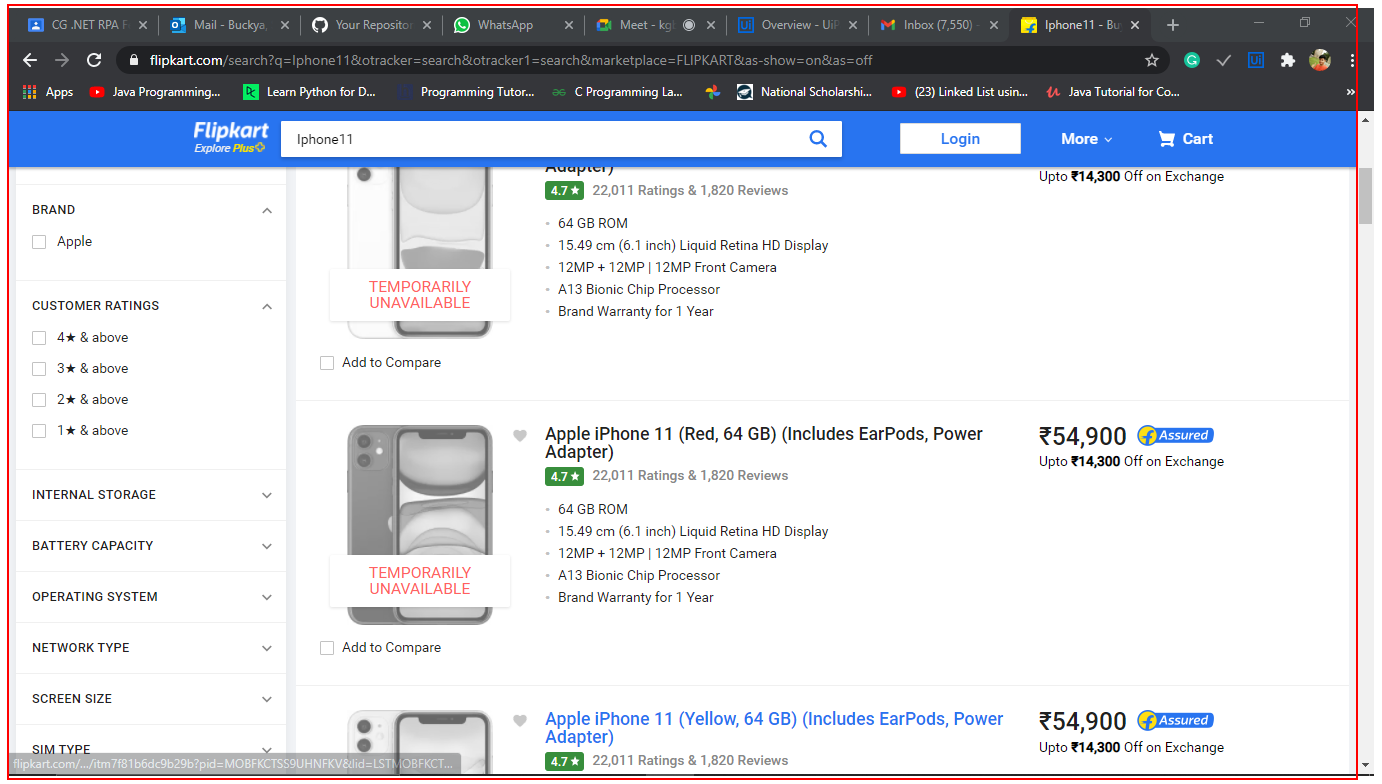 CG .NET RPA F
Mail - Buckya,
Your Repositor
WhatsApp
Meet - kg
Overview - UiP
Inbox (7,550) -
Iphone11 - Bu
flipkart.com/search?q=Iphone11&otracker=search&otracker1=search&marketplace=FLIPKART&as-show=on&as=off
Apps
Java Programming...
Learn Python for D...
Programming Tutor...
C Programming La...
National Scholarshi...
(23) Linked List usin...
Java Tutorial for Co...
Flipkart
Explore Plus
Iphone11
Login
More
Cart
BRAND
Apple
CUSTOMER RATINGS
4★ & above
3★ & above
2★ & above
1★ & above
INTERNAL STORAGE
BATTERY CAPACITY
OPERATING SYSTEM
NETWORK TYPE
SCREEN SIZE
SIM TYPE
Adapter)
4.7★ 22,011 Ratings & 1,820 Reviews
64 GB ROM
15.49 cm (6.1 inch) Liquid Retina HD Display
12MP + 12MP | 12MP Front Camera
A13 Bionic Chip Processor
Brand Warranty for 1 Year
Upto ₹14,300 Off on Exchange
TEMPORARILY
UNAVAILABLE
Add to Compare
Apple iPhone 11 (Red, 64 GB) (Includes EarPods, Power
Adapter)
4.7★ 22,011 Ratings & 1,820 Reviews
64 GB ROM
15.49 cm (6.1 inch) Liquid Retina HD Display
12MP + 12MP | 12MP Front Camera
A13 Bionic Chip Processor
Brand Warranty for 1 Year
₹54,900 Assured
Upto ₹14,300 Off on Exchange
TEMPORARILY
UNAVAILABLE
Add to Compare
Apple iPhone 11 (Yellow, 64 GB) (Includes EarPods, Power
Adapter)
4.7★ 22,011 Ratings & 1,820 Reviews
₹54,900 Assured
Upto ₹14,300 Off on Exchange